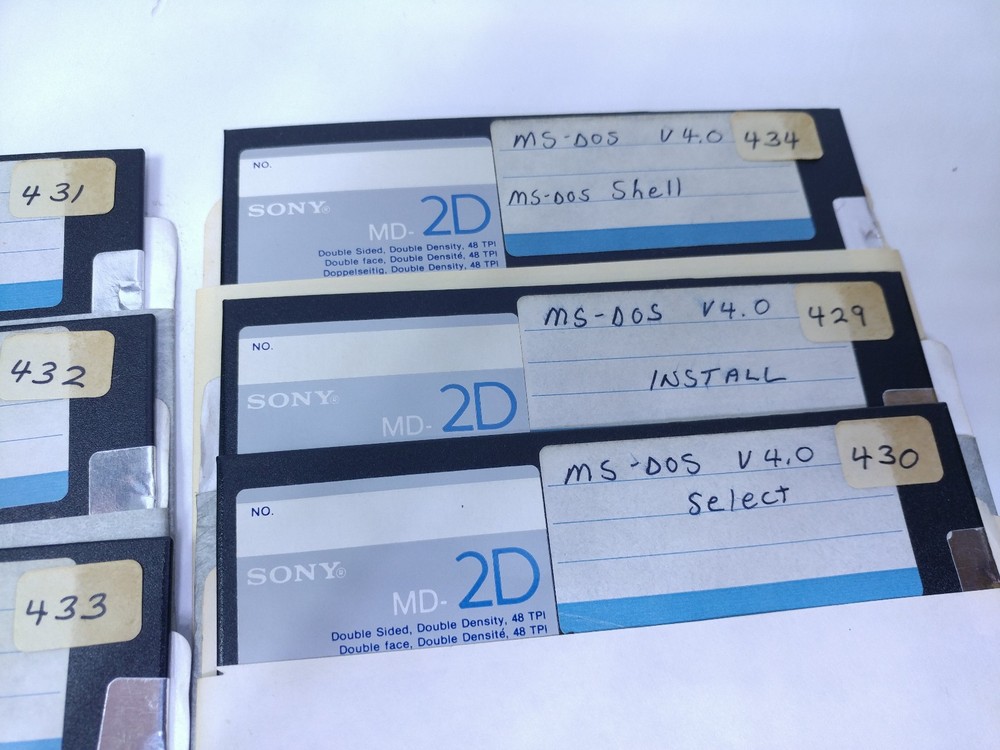 431
432
433
NO.
SONY®
MD-2D
Double Sided, Double Density, 48 TPI
Double face, Double Densité, 48 TPI
Doppelseitig, Double Density, 48 TPI
MS-DOS V4.0 434
MS-DOS Shell
NO.
SONY®
MD-2D
MS-DOS V4.0 429
INSTALL
NO.
SONY®
MD-2D
Double Sided, Double Density, 48 TPI
Double face, Double Densité, 48 TPI
MS-DOS V4.0 430
Select